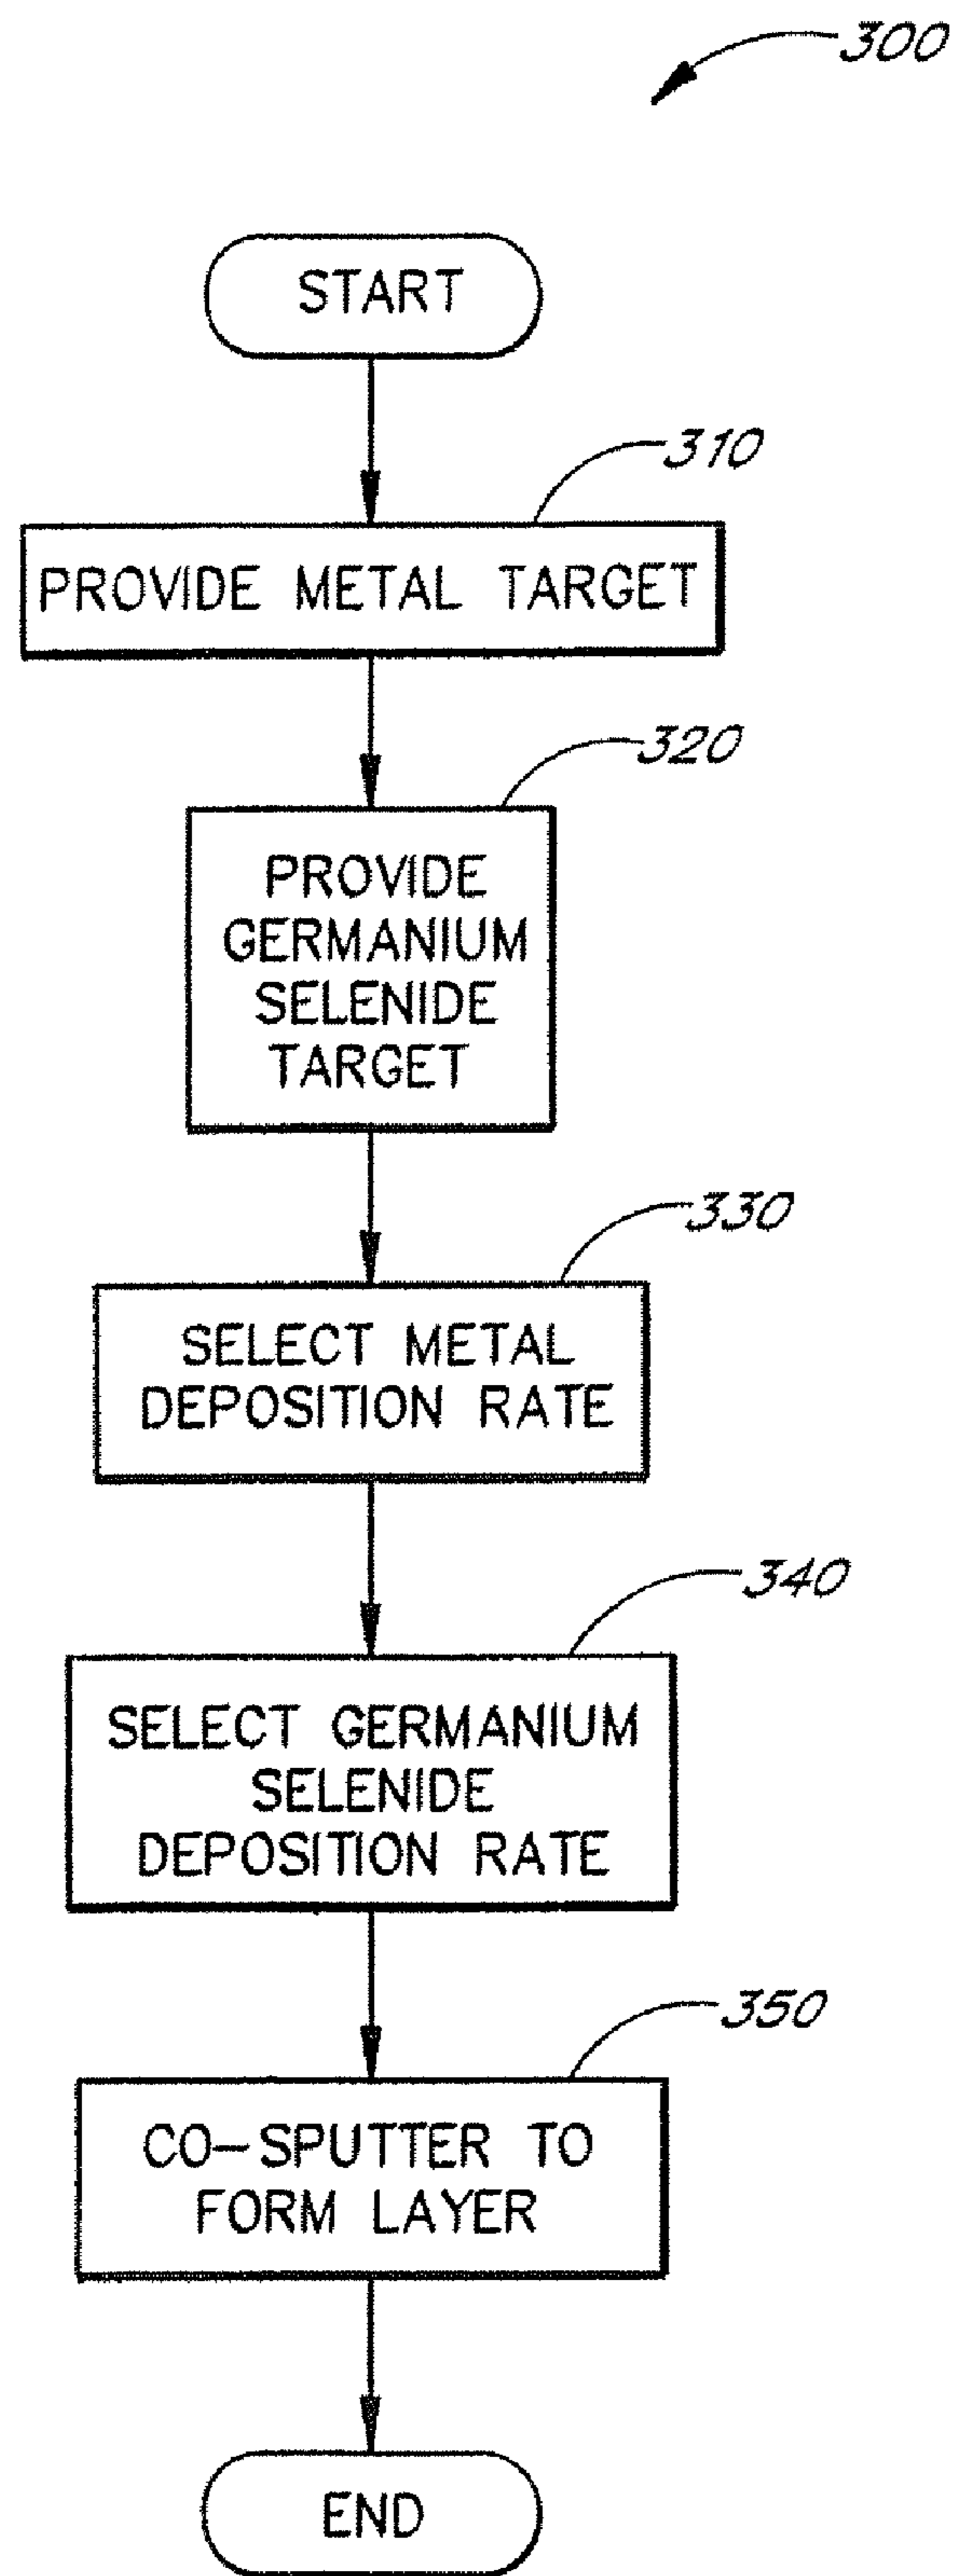 300
START
310
PROVIDE METAL TARGET
320
PROVIDE
GERMANIUM
SELENIDE
TARGET
330
SELECT METAL
DEPOSITION RATE
340
SELECT GERMANIUM
SELENIDE
DEPOSITION RATE
350
CO-SPUTTER TO
FORM LAYER
END